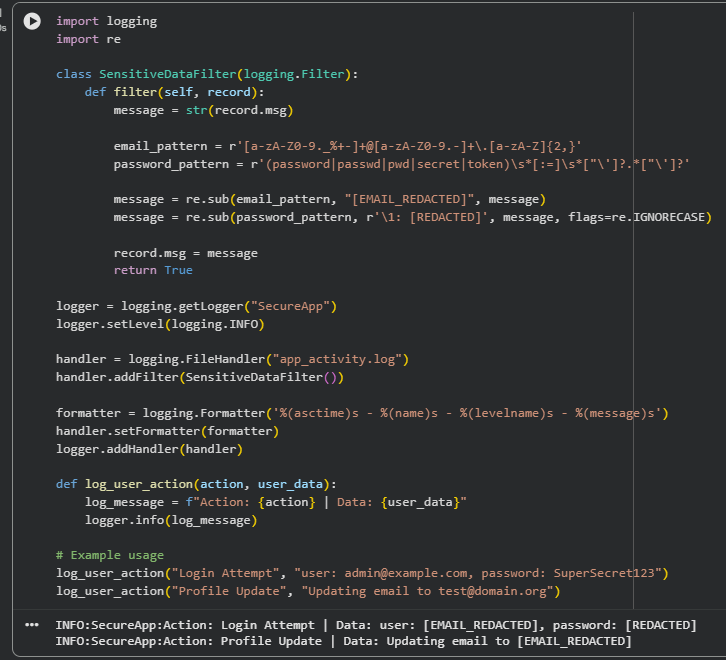 import logging
import re

class SensitiveDataFilter(logging.Filter):
    def filter(self, record):
        message = str(record.msg)

        email_pattern = r'[a-zA-Z0-9._%+-]+@[a-zA-Z0-9.-]+\.[a-zA-Z]{2,}'
        password_pattern = r'(password|passwd|pwd|secret|token)\s*[:=]\s*["\']?.*["\']?'

        message = re.sub(email_pattern, "[EMAIL_REDACTED]", message)
        message = re.sub(password_pattern, r'\1: [REDACTED]', message, flags=re.IGNORECASE)

        record.msg = message
        return True

logger = logging.getLogger("SecureApp")
logger.setLevel(logging.INFO)

handler = logging.FileHandler("app_activity.log")
handler.addFilter(SensitiveDataFilter())

formatter = logging.Formatter('%(asctime)s - %(name)s - %(levelname)s - %(message)s')
handler.setFormatter(formatter)
logger.addHandler(handler)

def log_user_action(action, user_data):
    log_message = f"Action: {action} | Data: {user_data}"
    logger.info(log_message)

# Example usage
log_user_action("Login Attempt", "user: admin@example.com, password: SuperSecret123")
log_user_action("Profile Update", "Updating email to test@domain.org")

INFO:SecureApp:Action: Login Attempt | Data: user: [EMAIL_REDACTED], password: [REDACTED]
INFO:SecureApp:Action: Profile Update | Data: Updating email to [EMAIL_REDACTED]